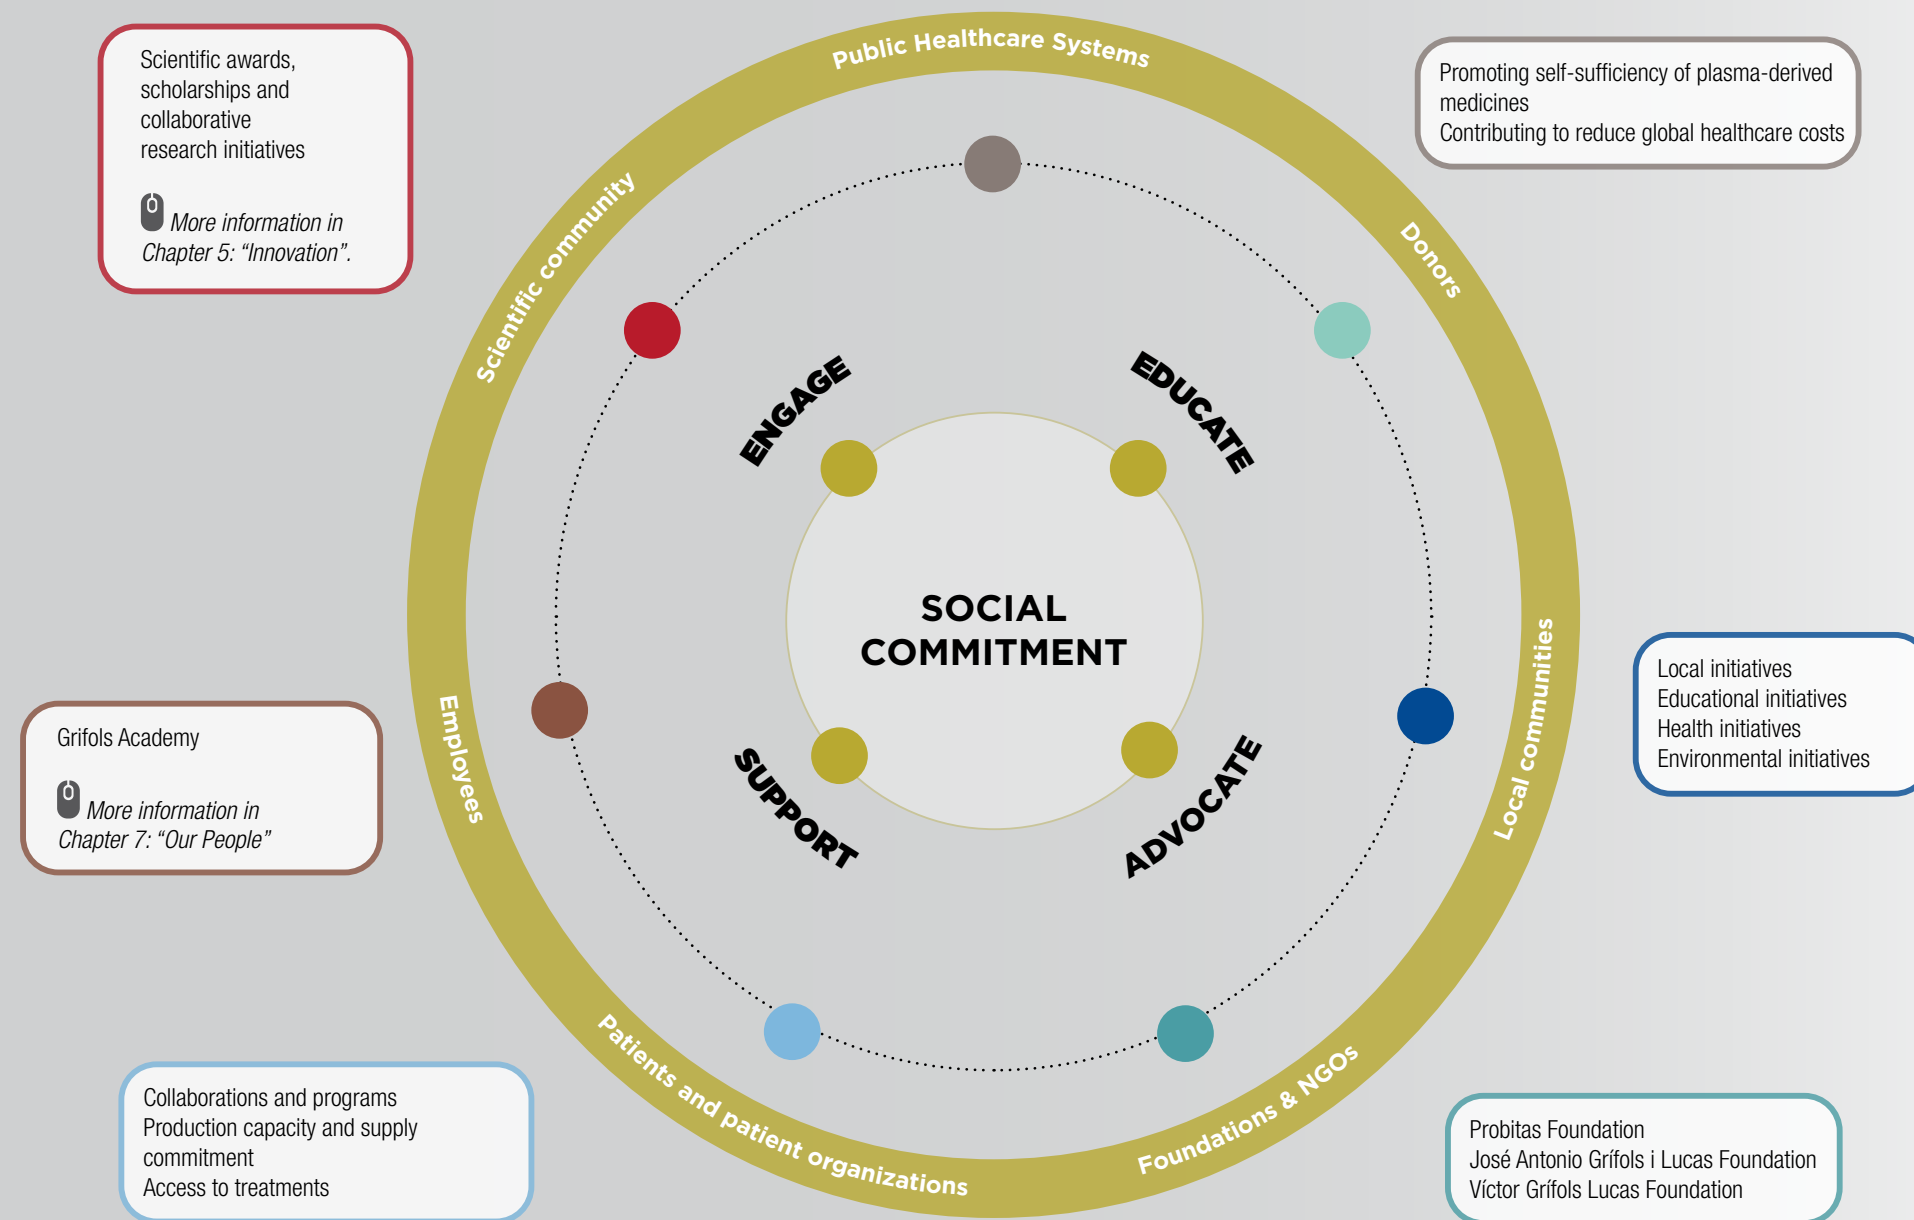 Public Healthcare Systems
Scientific awards,
scholarships and
collaborative
research initiatives
More information in
Chapter 5: “Innovation”.
Promoting self-sufficiency of plasma-derived
medicines
Contributing to reduce global healthcare costs
Scientific community
Donors
ENGAGE
EDUCATE
SOCIAL
COMMITMENT
SUPPORT
ADVOCATE
Employees
Local communities
Grifols Academy
More information in
Chapter 7: “Our People”
Local initiatives
Educational initiatives
Health initiatives
Environmental initiatives
Patients and patient organizations
Foundations & NGOs
Collaborations and programs
Production capacity and supply
commitment
Access to treatments
Probitas Foundation
José Antonio Grífols i Lucas Foundation
Víctor Grífols Lucas Foundation